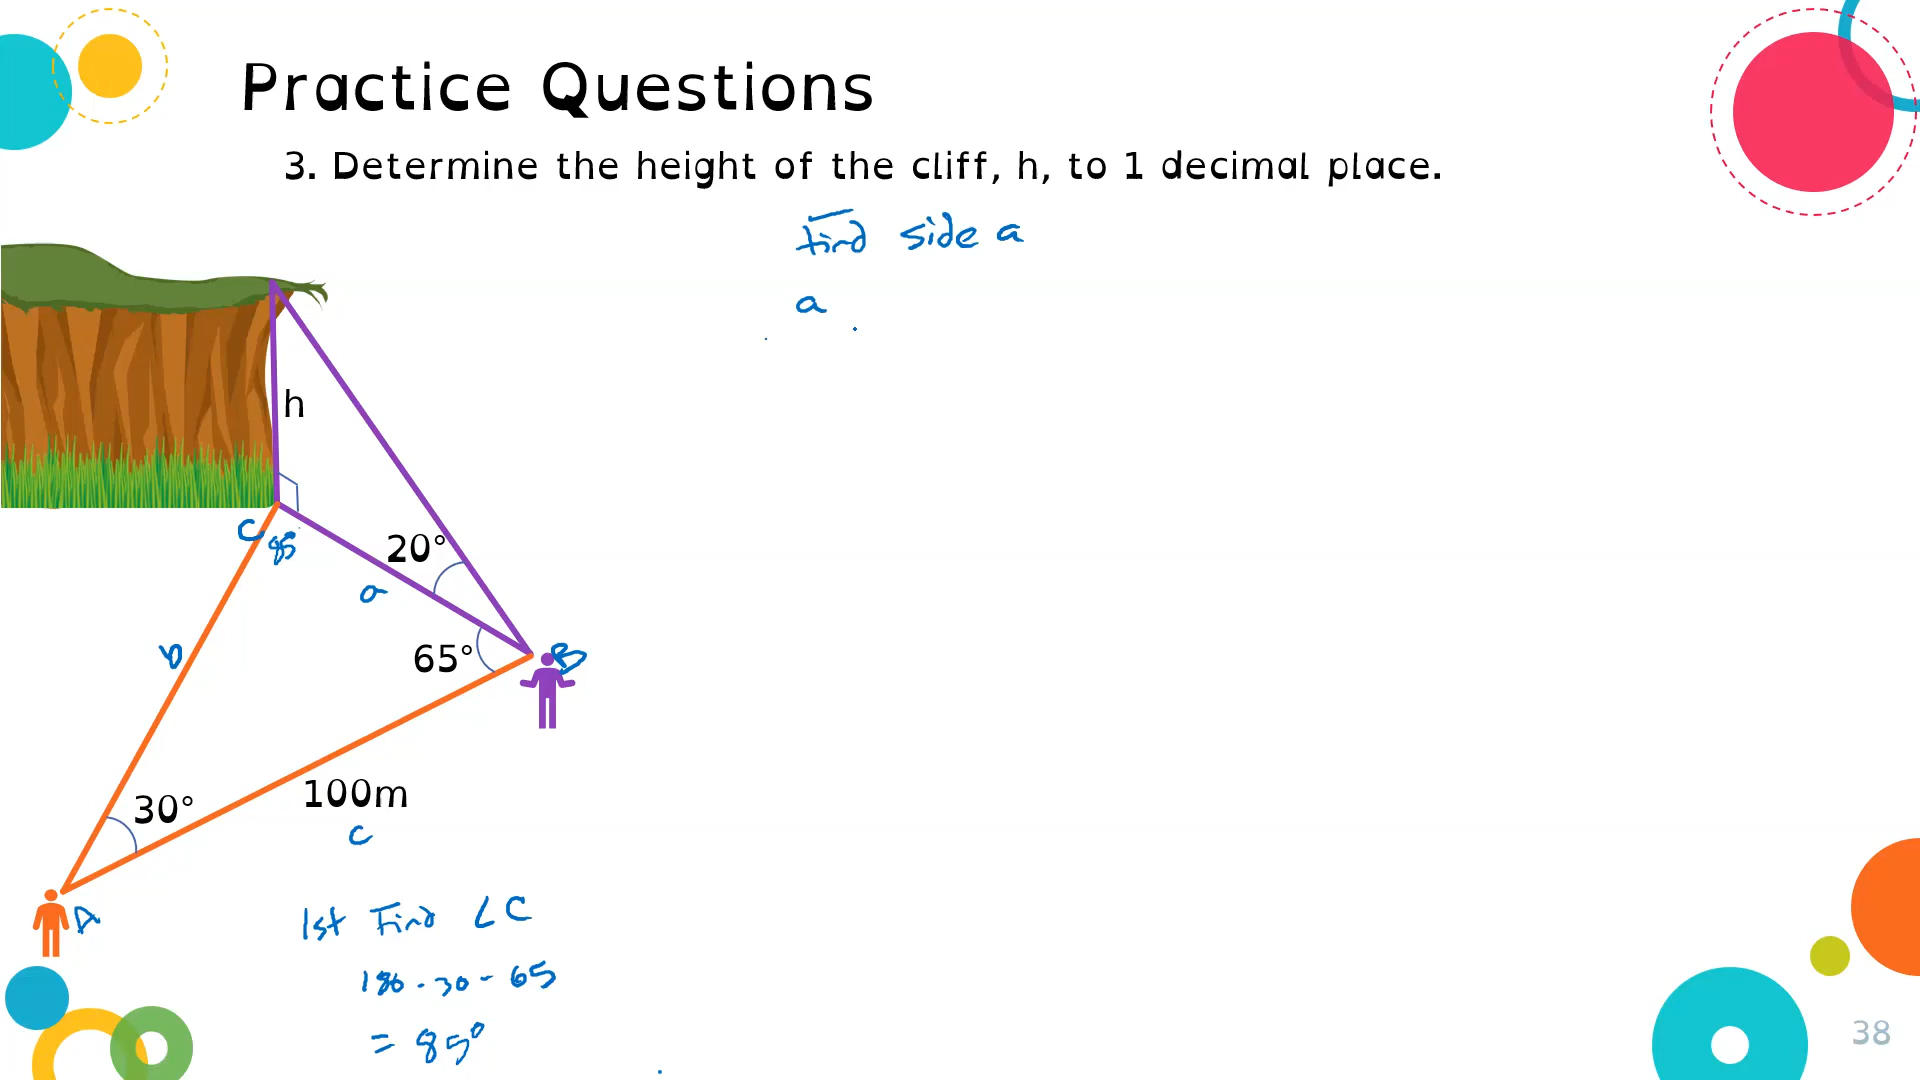 Practice Questions
3. Determine the height of the cliff, h, to 1 decimal place.
Find side a
a
h
C
85°
20°
a
65°
B
b
30°
100m
c
A
1st Find ∠C
180 - 30 - 65
= 85°
38